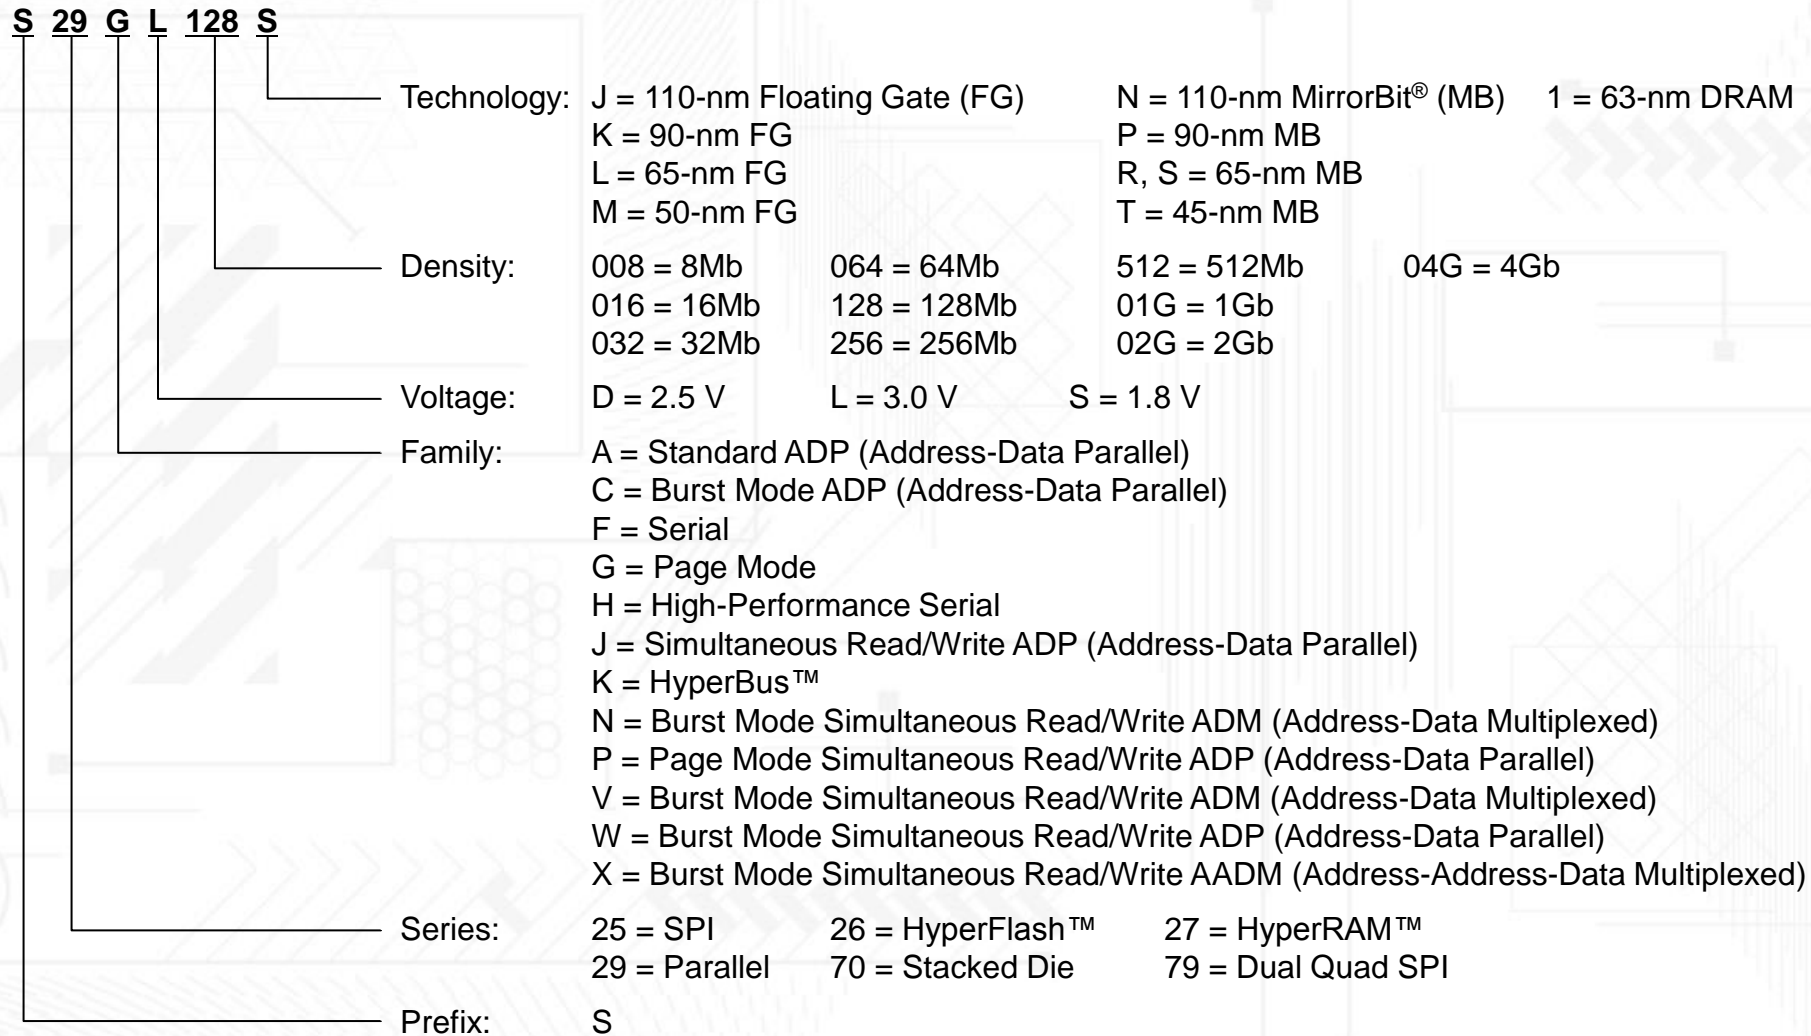 S 29 G L 128 S
Technology: J = 110-nm Floating Gate (FG) N = 110-nm MirrorBit® (MB) 1 = 63-nm DRAM
K = 90-nm FG P = 90-nm MB
L = 65-nm FG R, S = 65-nm MB
M = 50-nm FG T = 45-nm MB
Density: 008 = 8Mb 064 = 64Mb 512 = 512Mb 04G = 4Gb
016 = 16Mb 128 = 128Mb 01G = 1Gb
032 = 32Mb 256 = 256Mb 02G = 2Gb
Voltage: D = 2.5 V L = 3.0 V S = 1.8 V
Family: A = Standard ADP (Address-Data Parallel)
C = Burst Mode ADP (Address-Data Parallel)
F = Serial
G = Page Mode
H = High-Performance Serial
J = Simultaneous Read/Write ADP (Address-Data Parallel)
K = HyperBus™
N = Burst Mode Simultaneous Read/Write ADM (Address-Data Multiplexed)
P = Page Mode Simultaneous Read/Write ADP (Address-Data Parallel)
V = Burst Mode Simultaneous Read/Write ADM (Address-Data Multiplexed)
W = Burst Mode Simultaneous Read/Write ADP (Address-Data Parallel)
X = Burst Mode Simultaneous Read/Write AADM (Address-Address-Data Multiplexed)
Series: 25 = SPI 26 = HyperFlash™ 27 = HyperRAM™
29 = Parallel 70 = Stacked Die 79 = Dual Quad SPI
Prefix: S